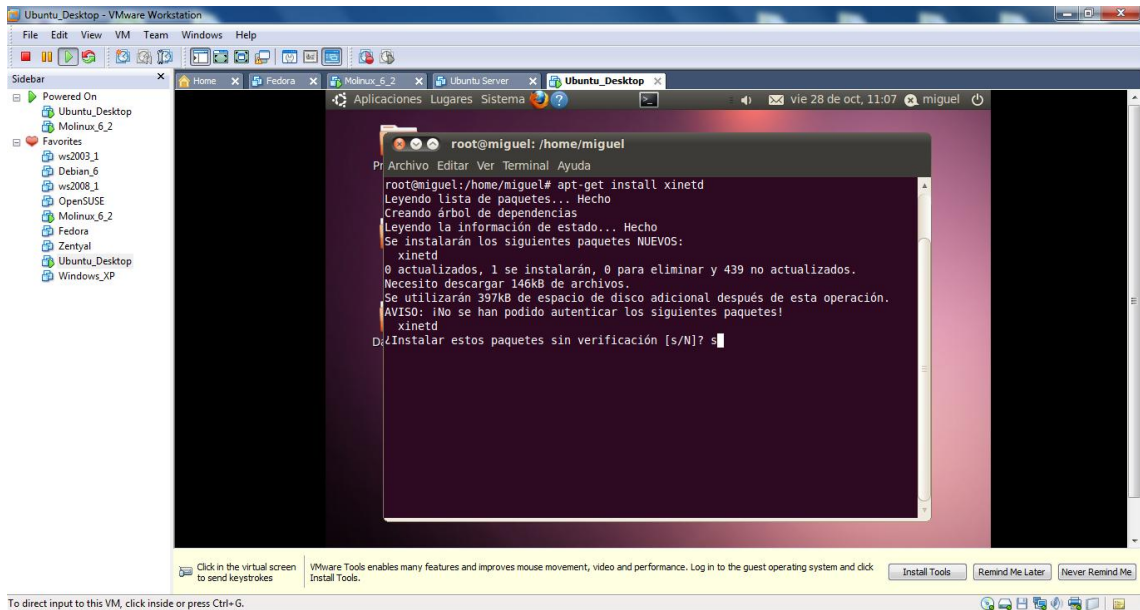 Ubuntu_Desktop - VMware Workstation
File Edit View VM Team Windows Help
Sidebar
Home Fedora Molinux_6_2 Ubuntu Server Ubuntu_Desktop
Powered On
Ubuntu_Desktop
Molinux_6_2
Favorites
ws2003_1
Debian_6
ws2008_1
OpenSUSE
Molinux_6_2
Fedora
Zentyal
Ubuntu_Desktop
Windows_XP
Aplicaciones Lugares Sistema vie 28 de oct, 11:07 miguel
root@miguel: /home/miguel
Archivo Editar Ver Terminal Ayuda
root@miguel:/home/miguel# apt-get install xinetd
Leyendo lista de paquetes... Hecho
Creando árbol de dependencias
Leyendo la información de estado... Hecho
Se instalarán los siguientes paquetes NUEVOS:
xinetd
0 actualizados, 1 se instalarán, 0 para eliminar y 439 no actualizados.
Necesito descargar 146kB de archivos.
Se utilizarán 397kB de espacio de disco adicional después de esta operación.
AVISO: ¡No se han podido autenticar los siguientes paquetes!
xinetd
¿Instalar estos paquetes sin verificación [s/N]? s
Click in the virtual screen
to send keystrokes
VMware Tools enables many features and improves mouse movement, video and performance. Log in to the guest operating system and click
Install Tools.
Install Tools Remind Me Later Never Remind Me
To direct input to this VM, click inside or press Ctrl+G.